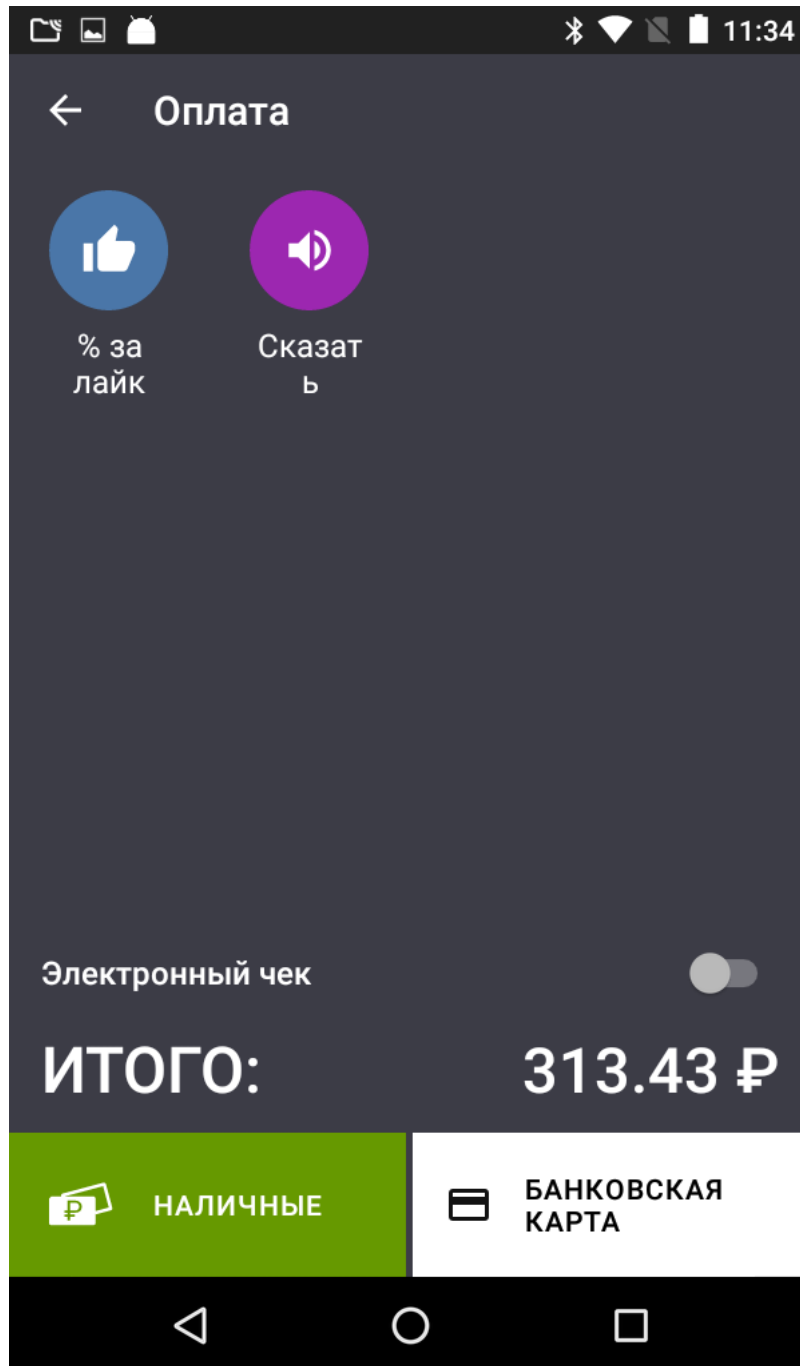 11:34
Оплата
% за
лайк
Сказат
ь
Электронный чек
ИТОГО: 313.43 ₽
НАЛИЧНЫЕ
БАНКОВСКАЯ
КАРТА